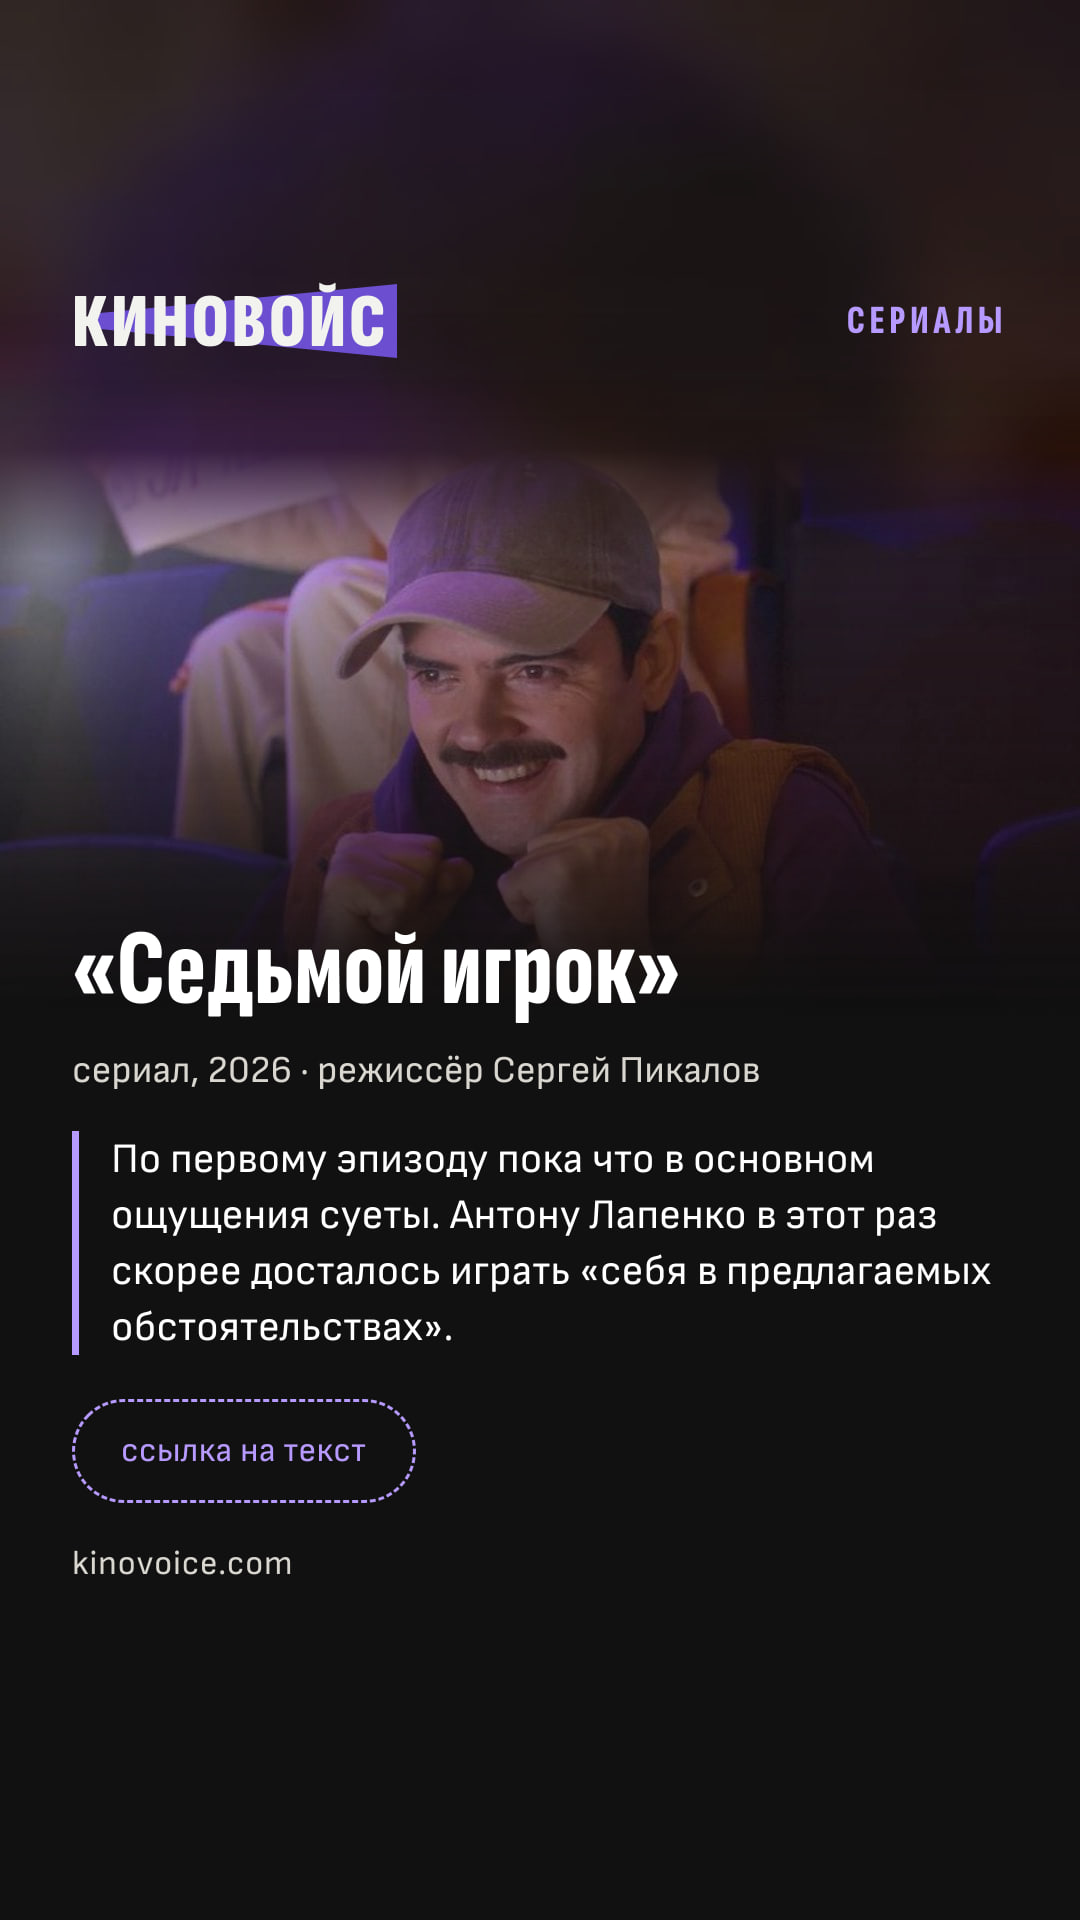 КИНОВОЙС
СЕРИАЛЫ
«Седьмой игрок»
сериал, 2026 · режиссёр Сергей Пикалов
По первому эпизоду пока что в основном
ощущения суеты. Антону Лапенко в этот раз
скорее досталось играть «себя в предлагаемых
обстоятельствах».
ссылка на текст
kinovoice.com